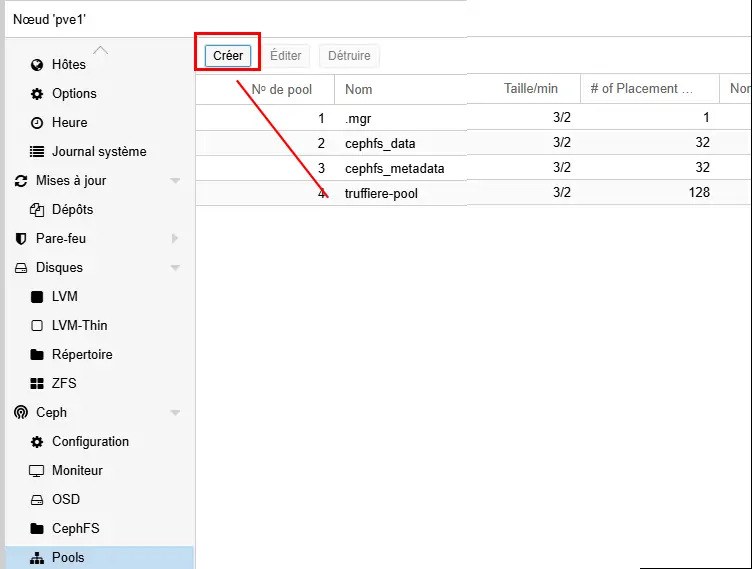 Nœud 'pve1'
Hôtes
Options
Heure
Journal système
Mises à jour
Dépôts
Pare-feu
Disques
LVM
LVM-Thin
Répertoire
ZFS
Ceph
Configuration
Moniteur
OSD
CephFS
Pools
Créer Éditer Détruire
Nº de pool Nom Taille/min # of Placement … Nor
1 .mgr 3/2 1
2 cephfs_data 3/2 32
3 cephfs_metadata 3/2 32
4 truffiere-pool 3/2 128